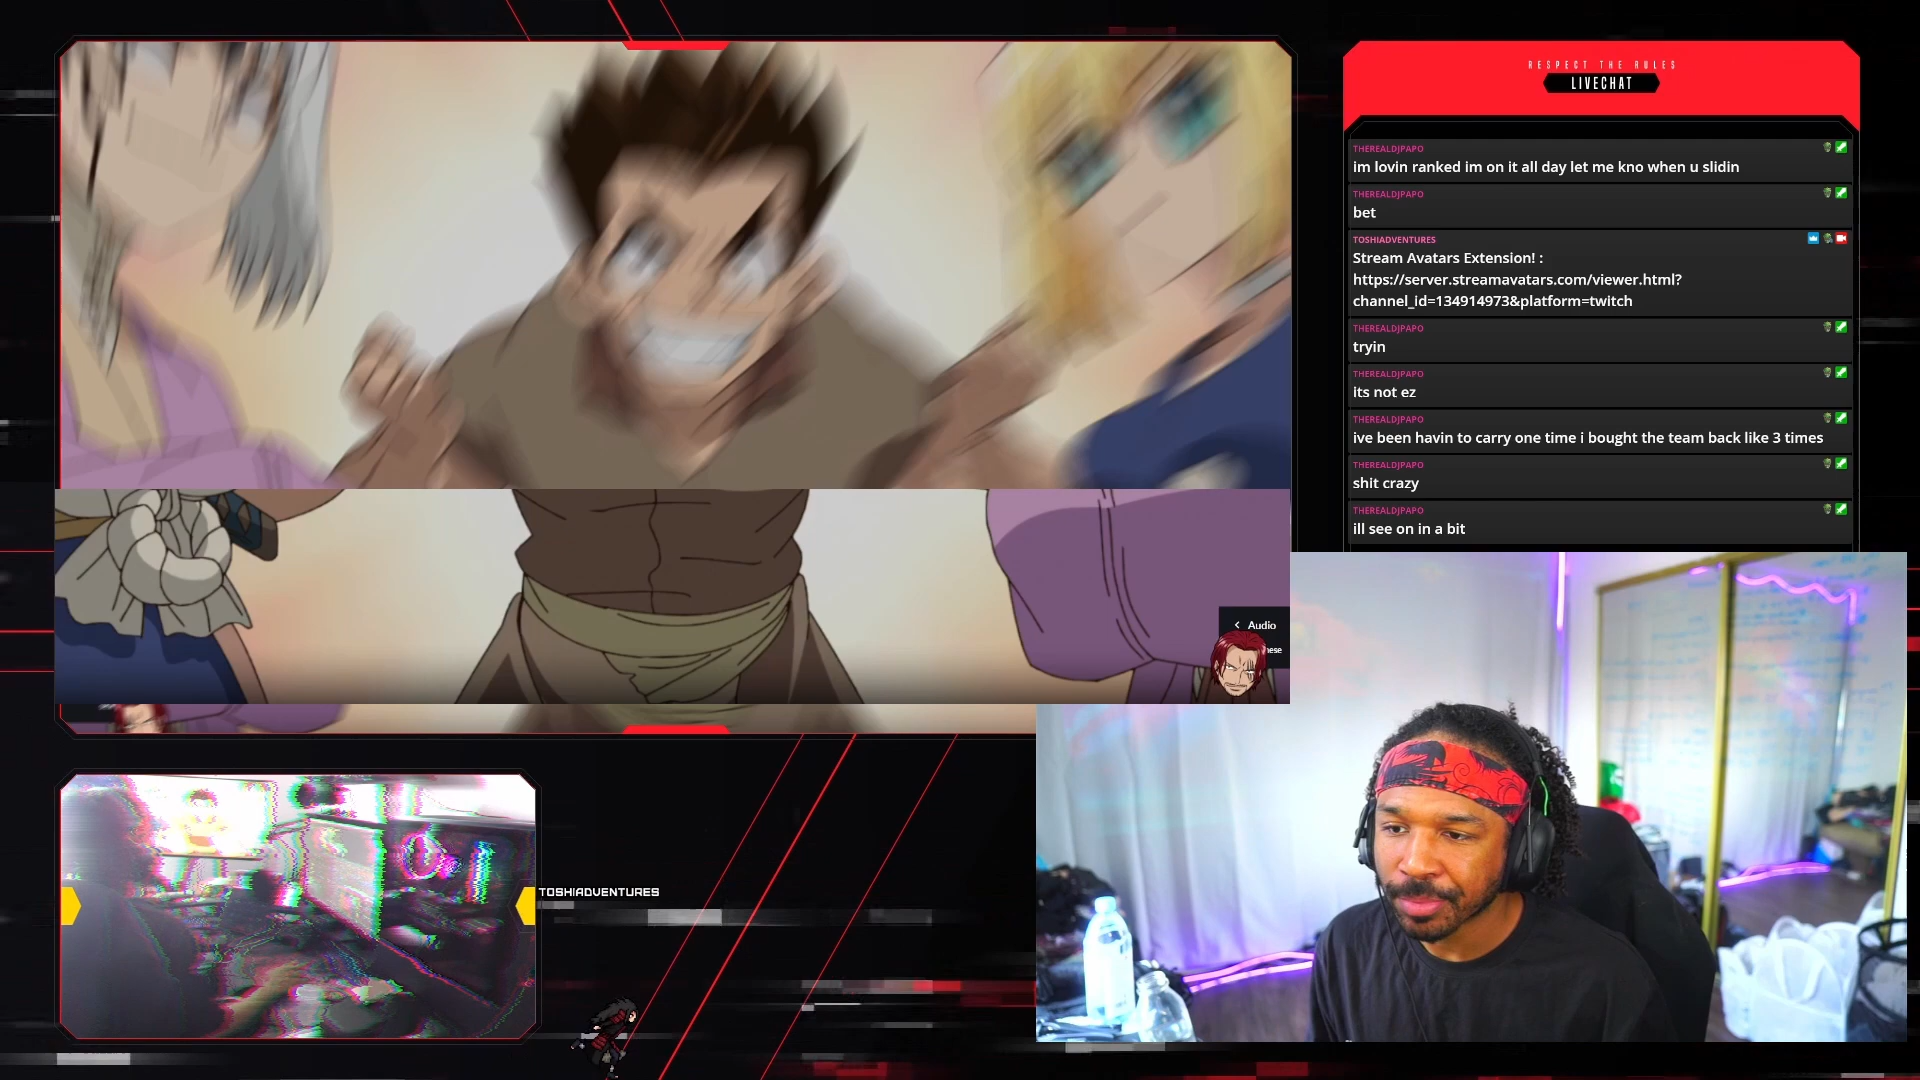 RESPECT THE RULES
LIVECHAT
THEREALDJPAPO
im lovin ranked im on it all day let me kno when u slidin
THEREALDJPAPO
bet
TOSHIADVENTURES
Stream Avatars Extension! :
https://server.streamavatars.com/viewer.html?
channel_id=134914973&platform=twitch
THEREALDJPAPO
tryin
THEREALDJPAPO
its not ez
THEREALDJPAPO
ive been havin to carry one time i bought the team back like 3 times
THEREALDJPAPO
shit crazy
THEREALDJPAPO
ill see on in a bit
Audio
TOSHIADVENTURES